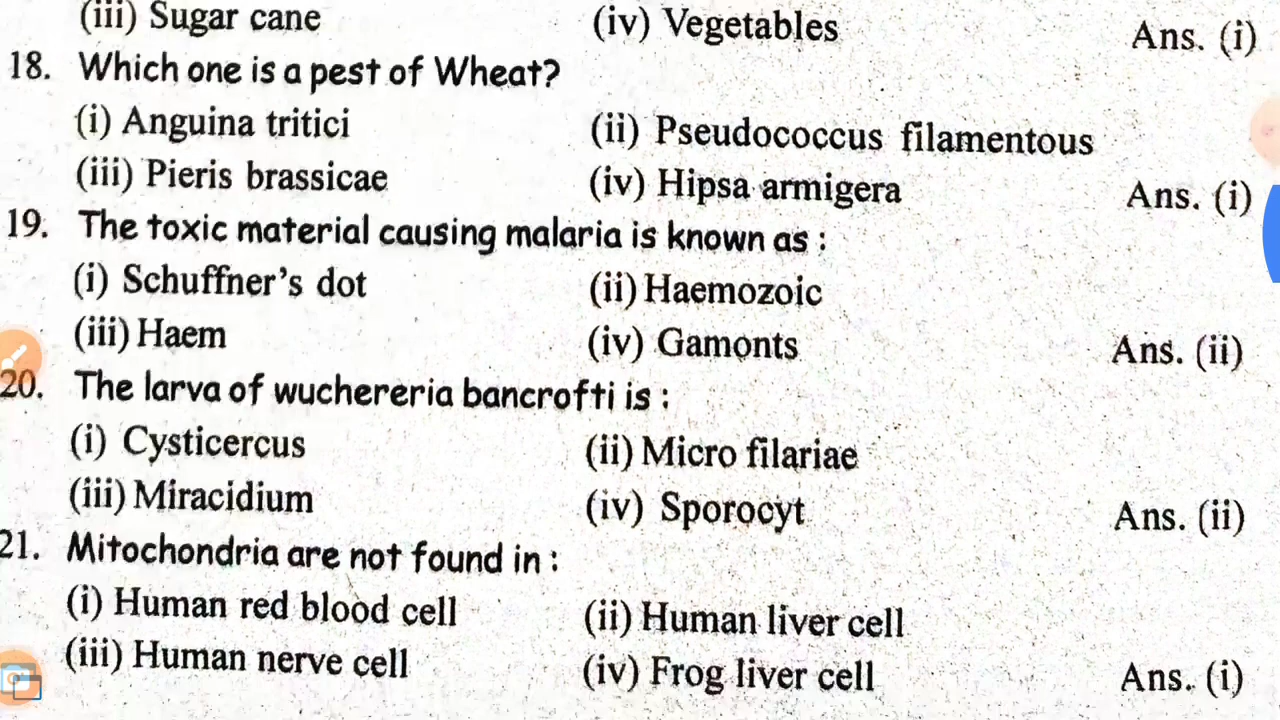 (iii) Sugar cane (iv) Vegetables Ans. (i)
18. Which one is a pest of Wheat?
(i) Anguina tritici (ii) Pseudococcus filamentous
(iii) Pieris brassicae (iv) Hipsa armigera Ans. (i)
19. The toxic material causing malaria is known as :
(i) Schuffner's dot (ii) Haemozoic
(iii) Haem (iv) Gamonts Ans. (ii)
20. The larva of wuchereria bancrofti is :
(i) Cysticercus (ii) Micro filariae
(iii) Miracidium (iv) Sporocyt Ans. (ii)
21. Mitochondria are not found in :
(i) Human red blood cell (ii) Human liver cell
(iii) Human nerve cell (iv) Frog liver cell Ans. (i)